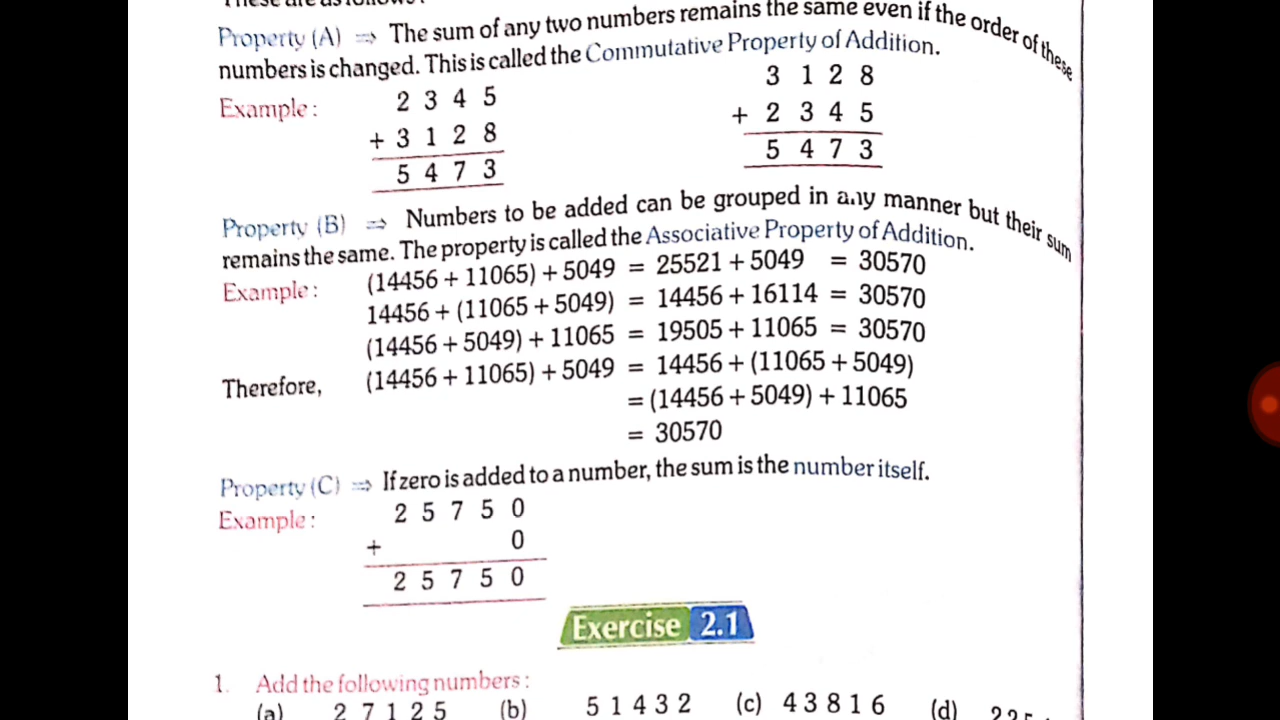 These are as follows :
Property (A) ⇒ The sum of any two numbers remains the same even if the order of these
numbers is changed. This is called the Commutative Property of Addition.
Example : 2 3 4 5 3 1 2 8
+ 3 1 2 8 + 2 3 4 5
5 4 7 3 5 4 7 3
Property (B) ⇒ Numbers to be added can be grouped in any manner but their sum
remains the same. The property is called the Associative Property of Addition.
Example : (14456 + 11065) + 5049 = 25521 + 5049 = 30570
14456 + (11065 + 5049) = 14456 + 16114 = 30570
(14456 + 5049) + 11065 = 19505 + 11065 = 30570
Therefore, (14456 + 11065) + 5049 = 14456 + (11065 + 5049)
= (14456 + 5049) + 11065
= 30570
Property (C) ⇒ If zero is added to a number, the sum is the number itself.
Example : 2 5 7 5 0
+ 0
2 5 7 5 0
Exercise 2.1
1. Add the following numbers :
(a) 2 7 1 2 5 (b) 5 1 4 3 2 (c) 4 3 8 1 6 (d)